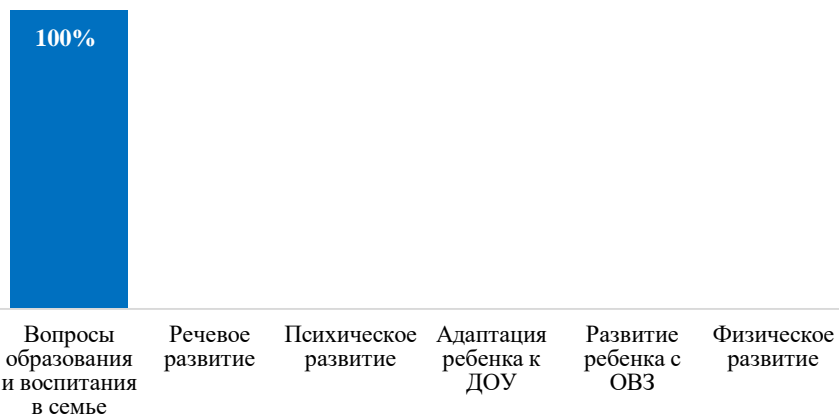 100%
Вопросы
образования
и воспитания
в семье
Речевое
развитие
Психическое
развитие
Адаптация
ребенка к
ДОУ
Развитие
ребенка с
ОВЗ
Физическое
развитие